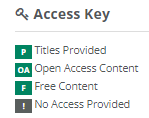 Access Key
P Titles Provided
OA Open Access Content
F Free Content
! No Access Provided